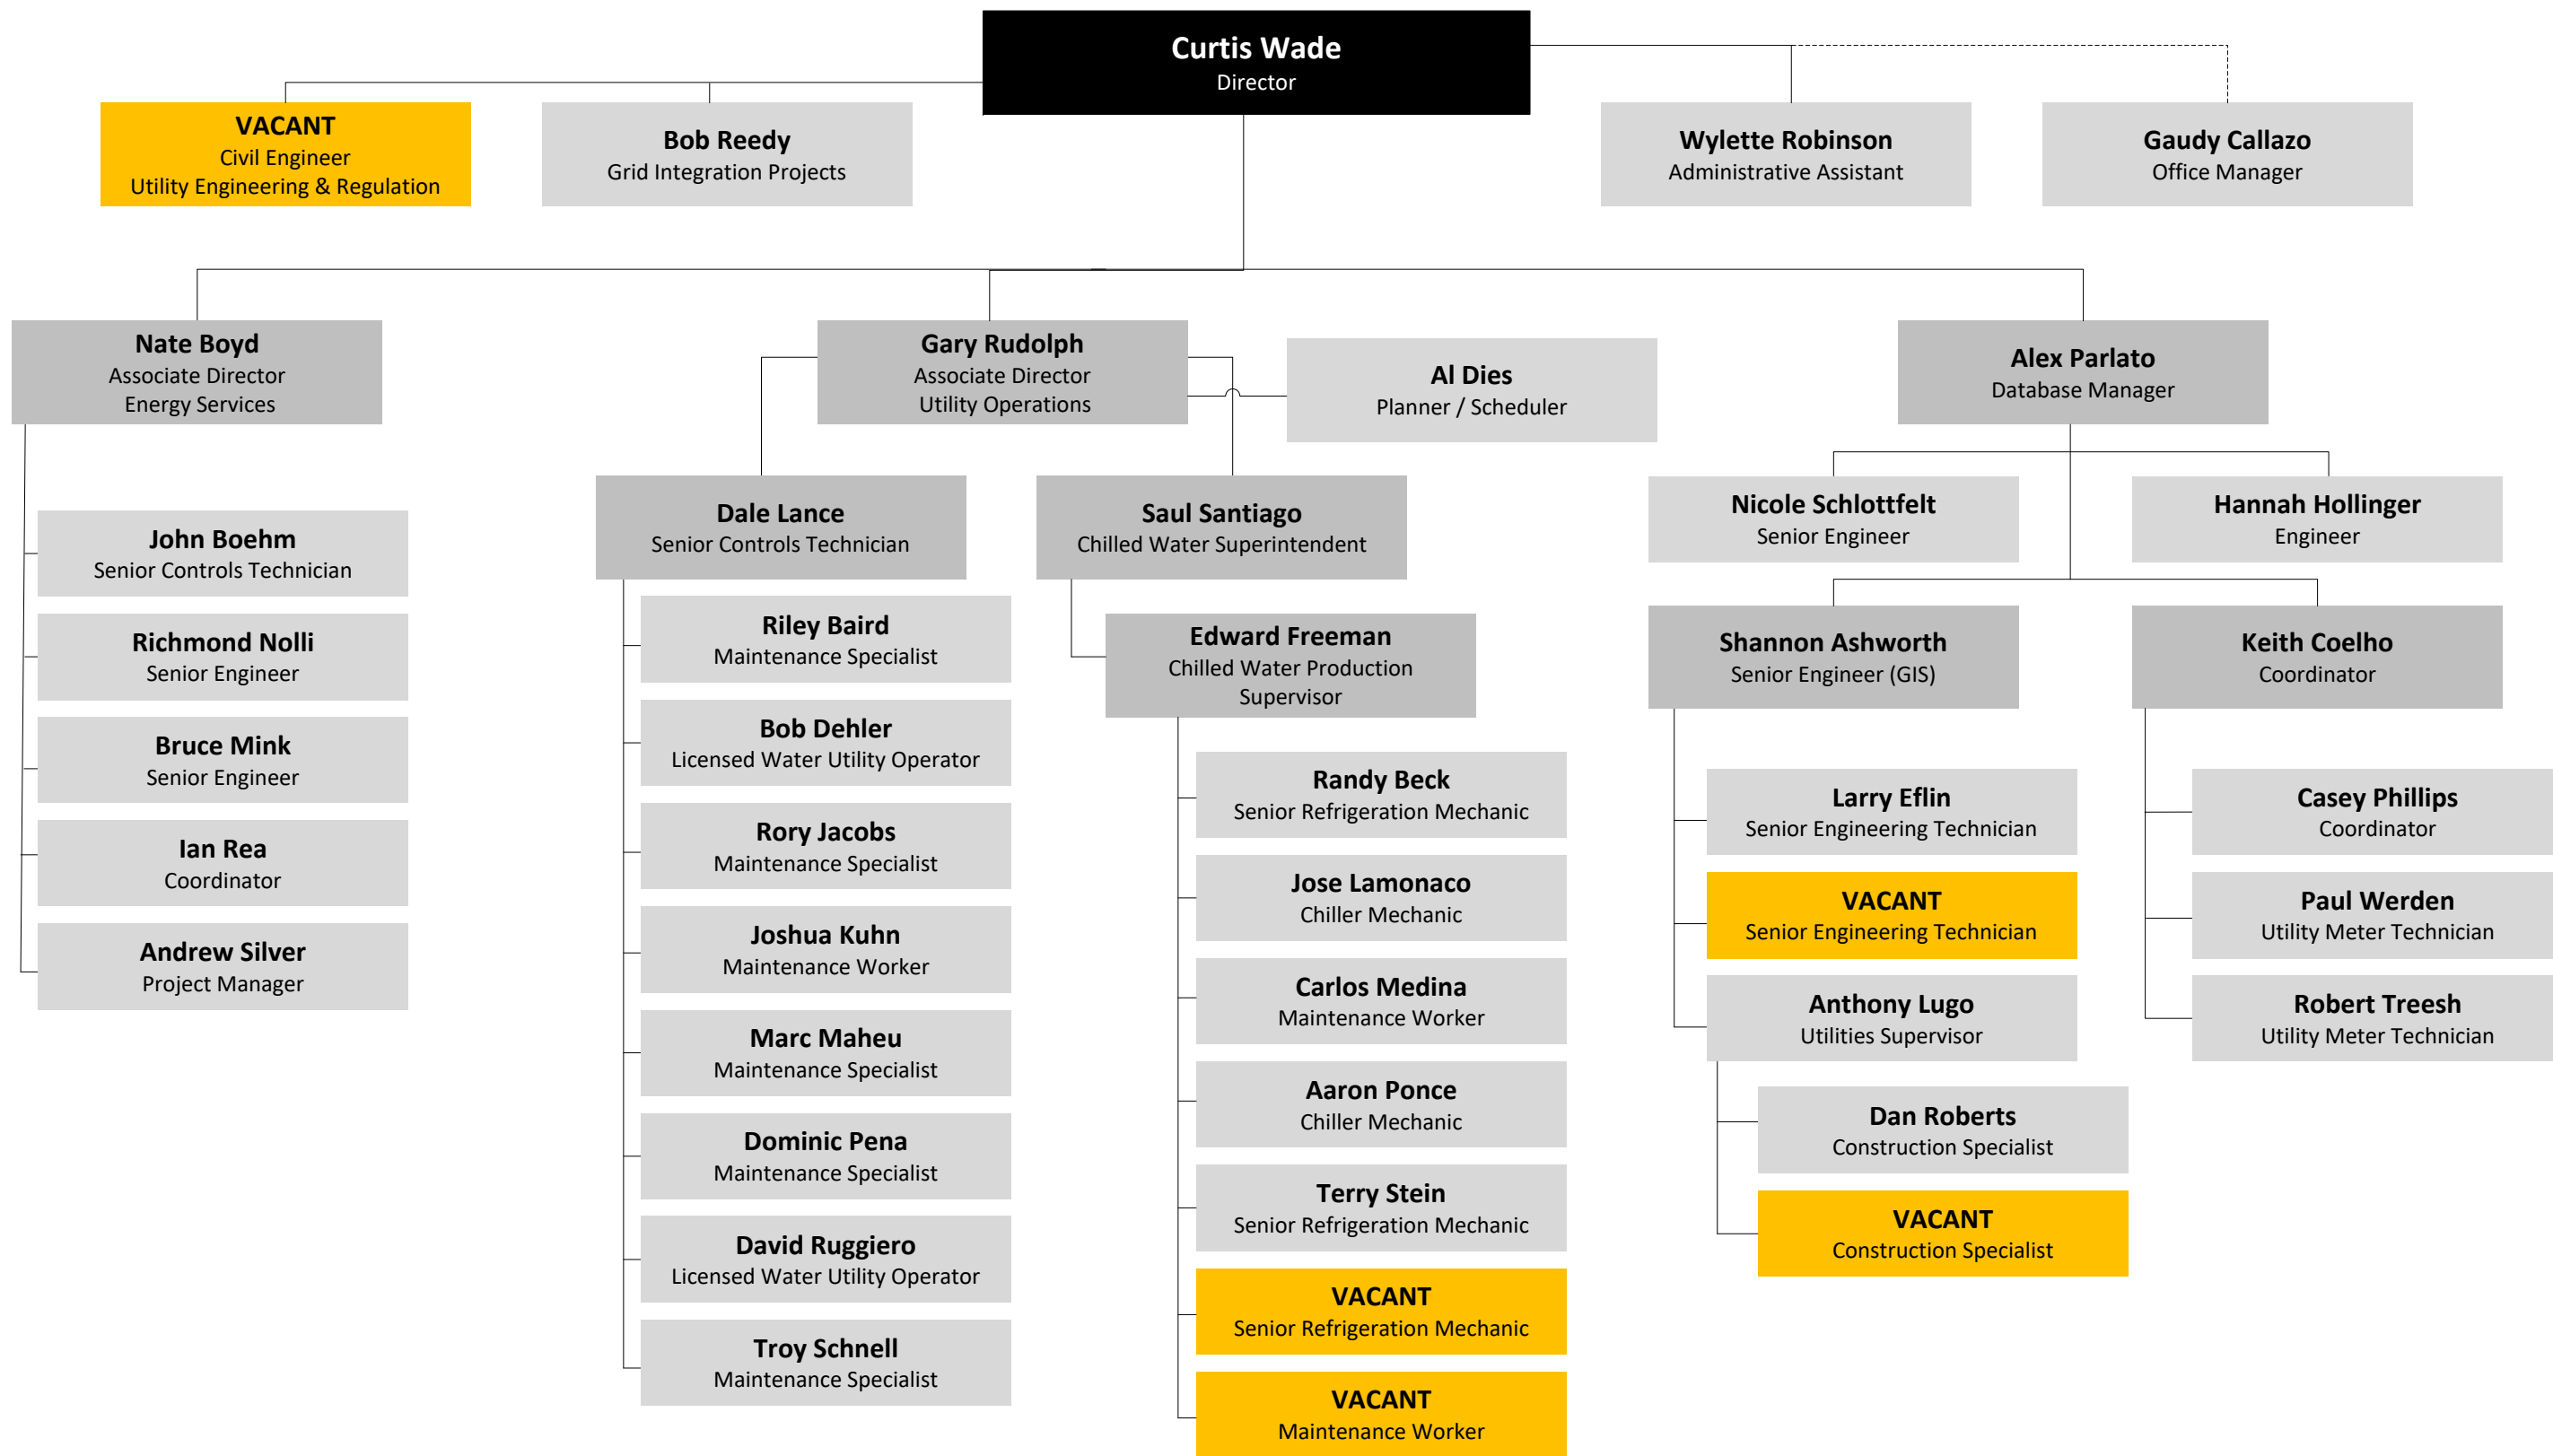 Curtis Wade
Director
VACANT
Civil Engineer
Utility Engineering & Regulation
Bob Reedy
Grid Integration Projects
Wylette Robinson
Administrative Assistant
Gaudy Callazo
Office Manager
Nate Boyd
Associate Director
Energy Services
Gary Rudolph
Associate Director
Utility Operations
Al Dies
Planner / Scheduler
Alex Parlato
Database Manager
John Boehm
Senior Controls Technician
Richmond Nolli
Senior Engineer
Bruce Mink
Senior Engineer
Ian Rea
Coordinator
Andrew Silver
Project Manager
Dale Lance
Senior Controls Technician
Riley Baird
Maintenance Specialist
Bob Dehler
Licensed Water Utility Operator
Rory Jacobs
Maintenance Specialist
Joshua Kuhn
Maintenance Worker
Marc Maheu
Maintenance Specialist
Dominic Pena
Maintenance Specialist
David Ruggiero
Licensed Water Utility Operator
Troy Schnell
Maintenance Specialist
Saul Santiago
Chilled Water Superintendent
Edward Freeman
Chilled Water Production
Supervisor
Randy Beck
Senior Refrigeration Mechanic
Jose Lamonaco
Chiller Mechanic
Carlos Medina
Maintenance Worker
Aaron Ponce
Chiller Mechanic
Terry Stein
Senior Refrigeration Mechanic
VACANT
Senior Refrigeration Mechanic
VACANT
Maintenance Worker
Nicole Schlottfelt
Senior Engineer
Hannah Hollinger
Engineer
Shannon Ashworth
Senior Engineer (GIS)
Larry Eflin
Senior Engineering Technician
VACANT
Senior Engineering Technician
Anthony Lugo
Utilities Supervisor
Dan Roberts
Construction Specialist
VACANT
Construction Specialist
Keith Coelho
Coordinator
Casey Phillips
Coordinator
Paul Werden
Utility Meter Technician
Robert Treesh
Utility Meter Technician